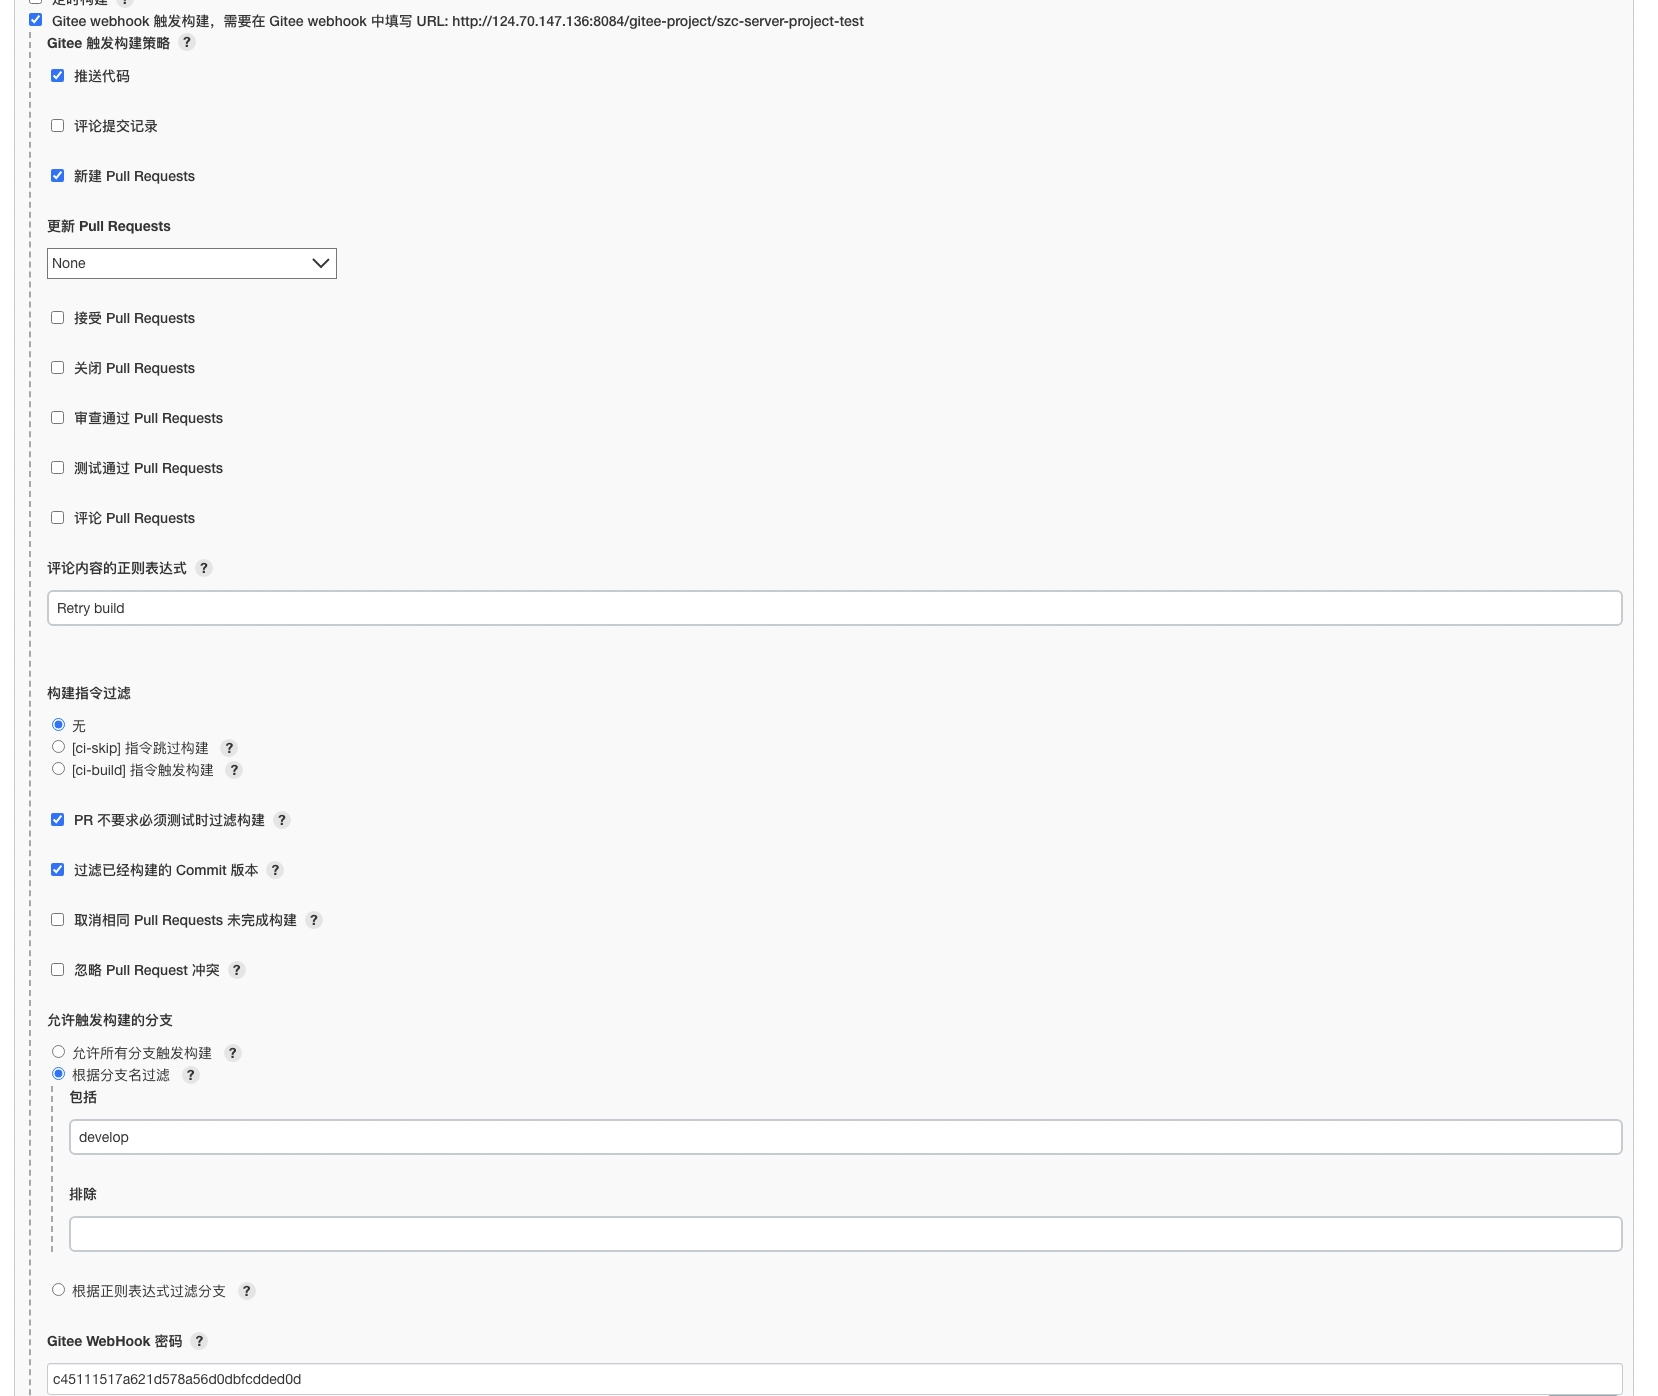 定时构建 ?
Gitee webhook 触发构建，需要在 Gitee webhook 中填写 URL: http://124.70.147.136:8084/gitee-project/szc-server-project-test
Gitee 触发构建策略 ?
推送代码
评论提交记录
新建 Pull Requests
更新 Pull Requests
None
接受 Pull Requests
关闭 Pull Requests
审查通过 Pull Requests
测试通过 Pull Requests
评论 Pull Requests
评论内容的正则表达式 ?
Retry build
构建指令过滤
无
[ci-skip] 指令跳过构建 ?
[ci-build] 指令触发构建 ?
PR 不要求必须测试时过滤构建 ?
过滤已经构建的 Commit 版本 ?
取消相同 Pull Requests 未完成构建 ?
忽略 Pull Request 冲突 ?
允许触发构建的分支
允许所有分支触发构建 ?
根据分支名过滤 ?
包括
develop
排除
根据正则表达式过滤分支 ?
Gitee WebHook 密码 ?
c45111517a621d578a56d0dbfcdded0d